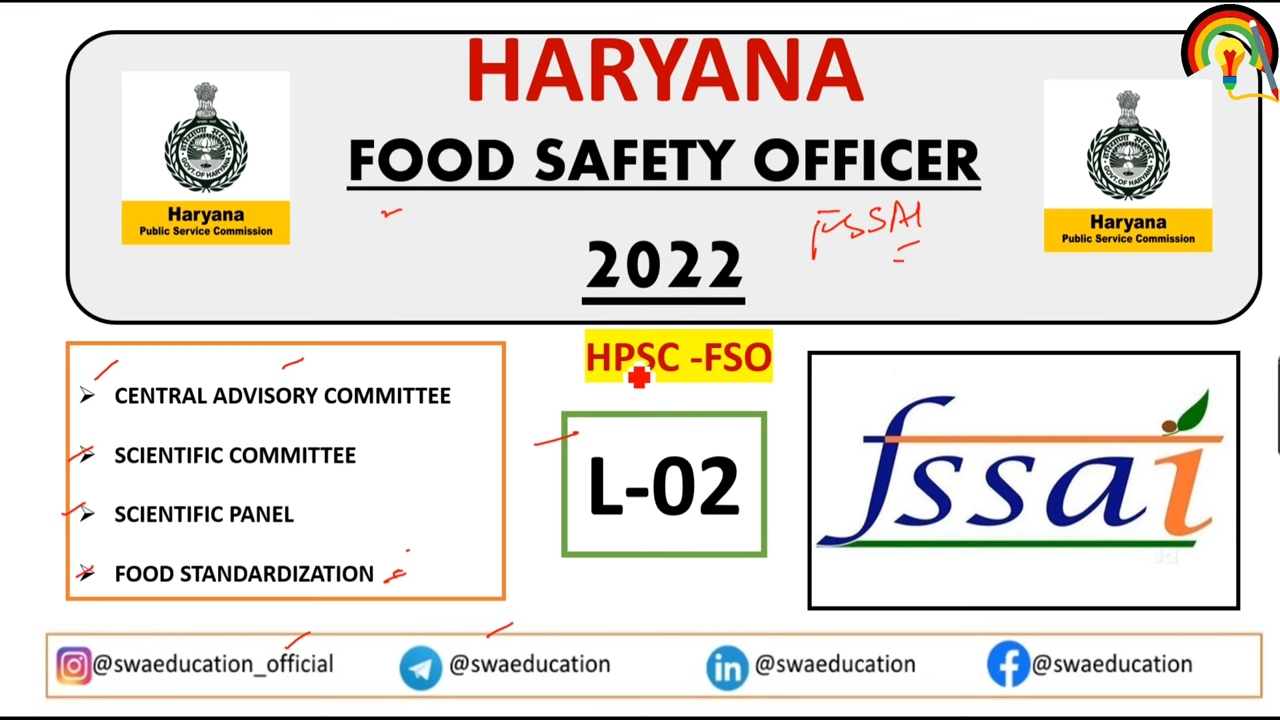 HARYANA
FOOD SAFETY OFFICER
2022
Haryana
Public Service Commission
Haryana
Public Service Commission
FSSAI
HPSC -FSO
CENTRAL ADVISORY COMMITTEE
SCIENTIFIC COMMITTEE
SCIENTIFIC PANEL
FOOD STANDARDIZATION
L-02
fssai
@swaeducation_official
@swaeducation
@swaeducation
@swaeducation